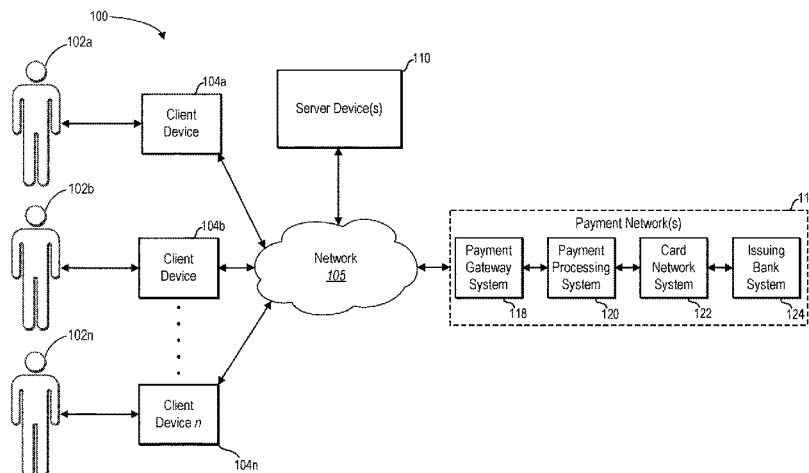 100
102a
104a
110
Client
Device
Server Device(s)
102b
104b
11
Payment Network(s)
Client
Device
Network
105
Payment
Gateway
System
Payment
Processing
System
Card
Network
System
Issuing
Bank
System
118
120
122
124
102n
Client
Device n
104n